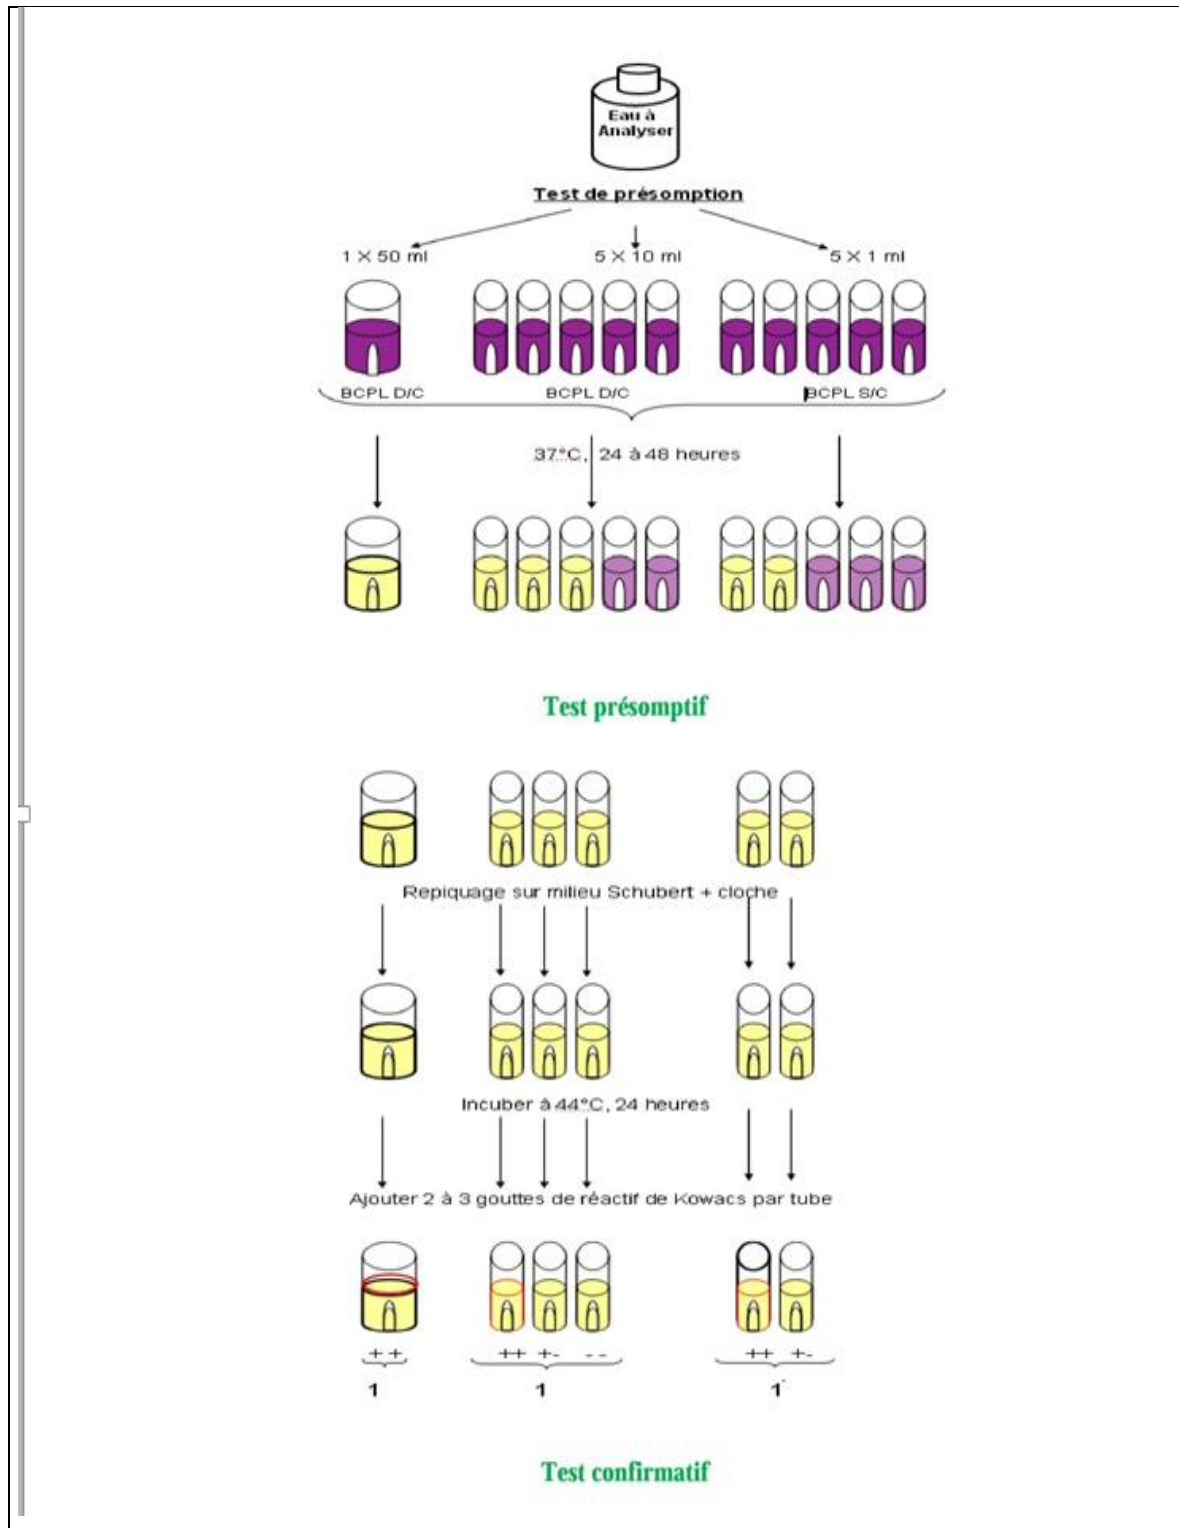 Eau à
Analyser
Test de présomption
1 X 50 ml 5 X 10 ml 5 X 1 ml
BCPL D/C BCPL D/C BCPL S/C
37°C, 24 à 48 heures
Test présomptif
Repiquage sur milieu Schubert + cloche
Incuber à 44°C, 24 heures
Ajouter 2 à 3 gouttes de réactif de Kowacs par tube
++ ++ +- -- ++ +-
1 1 1
Test confirmatif